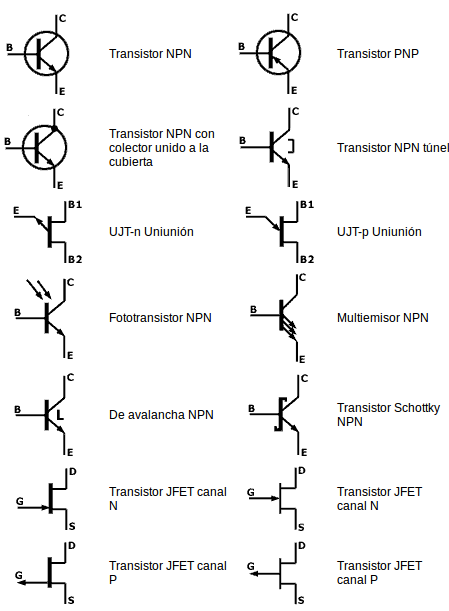 C
C
B
Transistor NPN
B
Transistor PNP
E
E
C
C
B
Transistor NPN con
colector unido a la
cubierta
B
Transistor NPN túnel
E
E
B1
B1
E
UJT-n Uniunión
E
UJT-p Uniunión
B2
B2
C
C
B
Fototransistor NPN
B
Multiemisor NPN
E
E
C
C
B
De avalancha NPN
B
Transistor Schottky
NPN
E
E
D
D
G
Transistor JFET canal
N
G
Transistor JFET
canal N
S
S
D
D
G
Transistor JFET canal
P
G
Transistor JFET
canal P
S
S